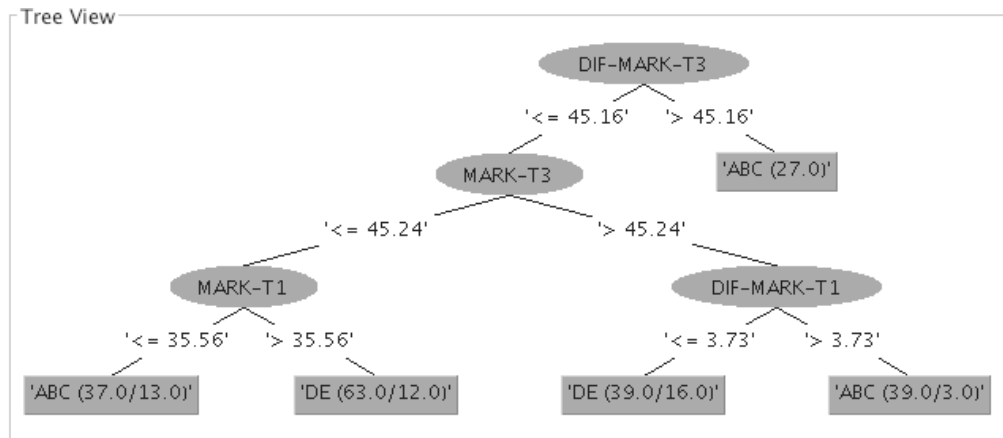 Tree View
DIF-MARK-T3
'<= 45.16' '> 45.16'
MARK-T3 'ABC (27.0)'
'<= 45.24' '> 45.24'
MARK-T1 DIF-MARK-T1
'<= 35.56' '> 35.56' '<= 3.73' '> 3.73'
'ABC (37.0/13.0)' 'DE (63.0/12.0)' 'DE (39.0/16.0)' 'ABC (39.0/3.0)'